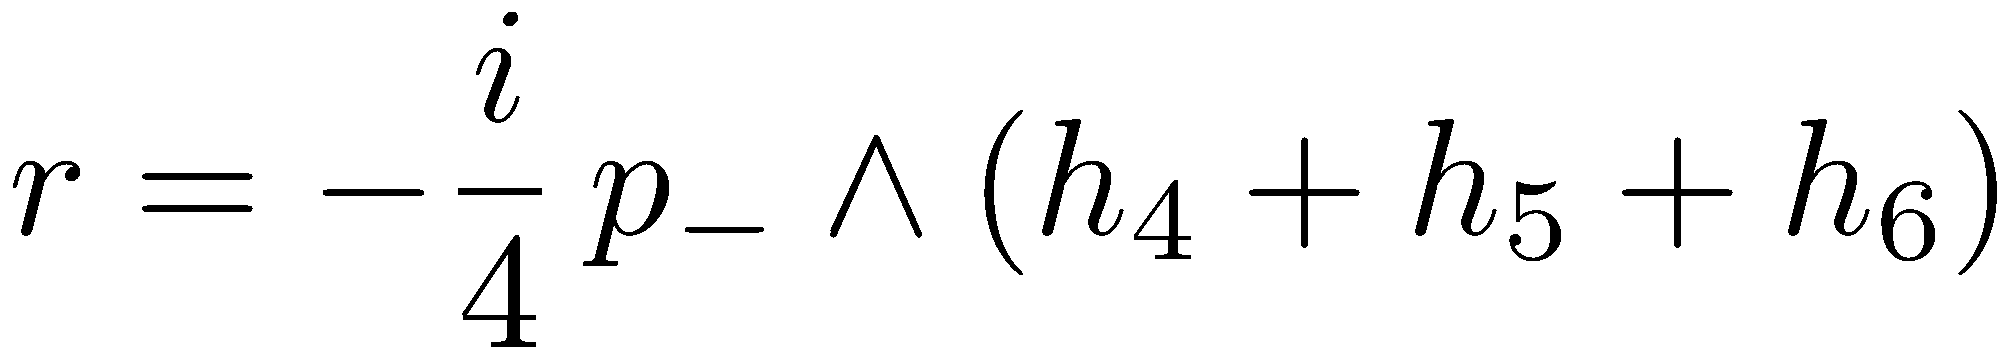 r = -\frac{i}{4} p_- \wedge (h_4 + h_5 + h_6)